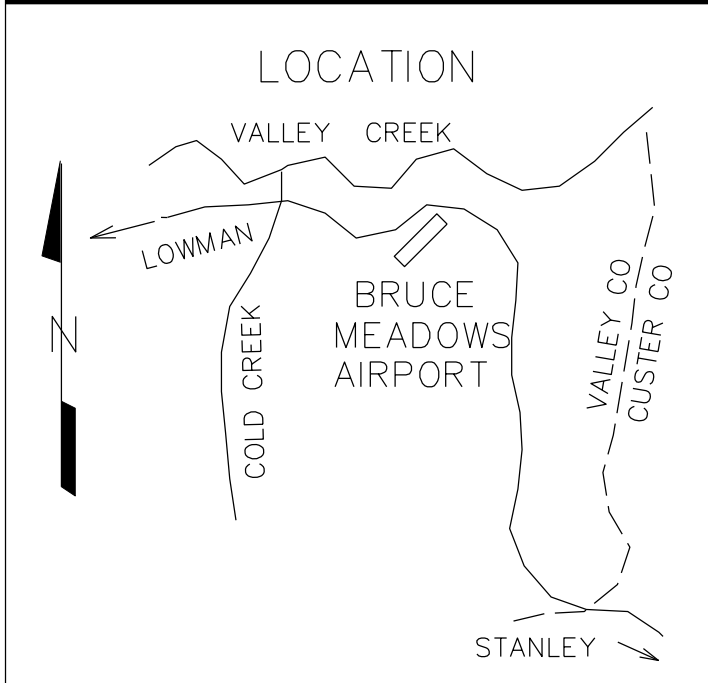 LOCATION
VALLEY CREEK
LOWMAN
N
BRUCE
MEADOWS
AIRPORT
COLD CREEK
VALLEY CO
CUSTER CO
STANLEY